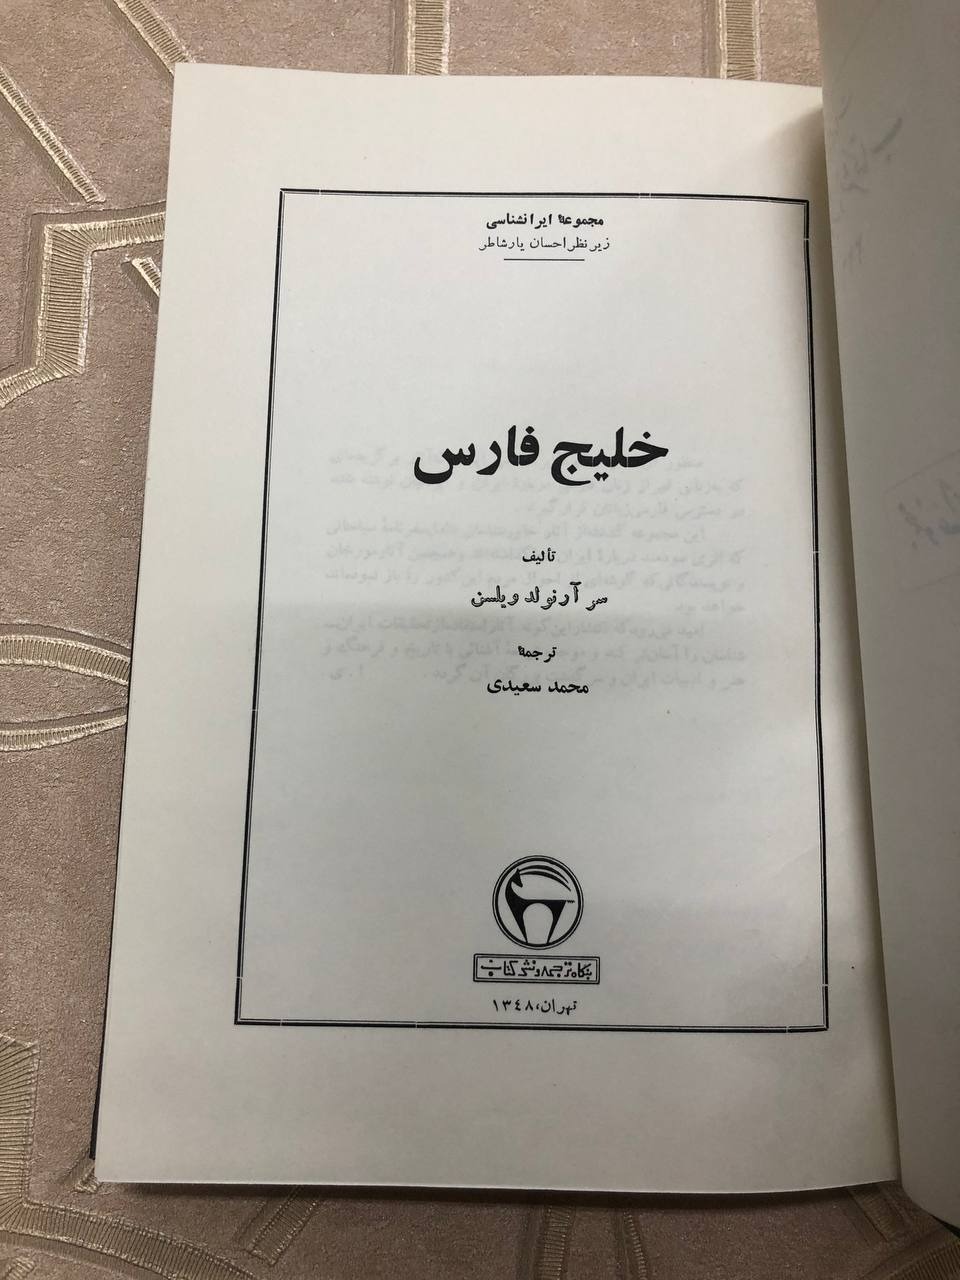 مجموعهٔ ایرانشناسی
زیر نظر احسان یارشاطر
خلیج فارس
تألیف
سر آرنولد ویلسن
ترجمهٔ
محمد سعیدی
بنگاه ترجمه و نشر کتاب
تهران، ۱۳۴۸